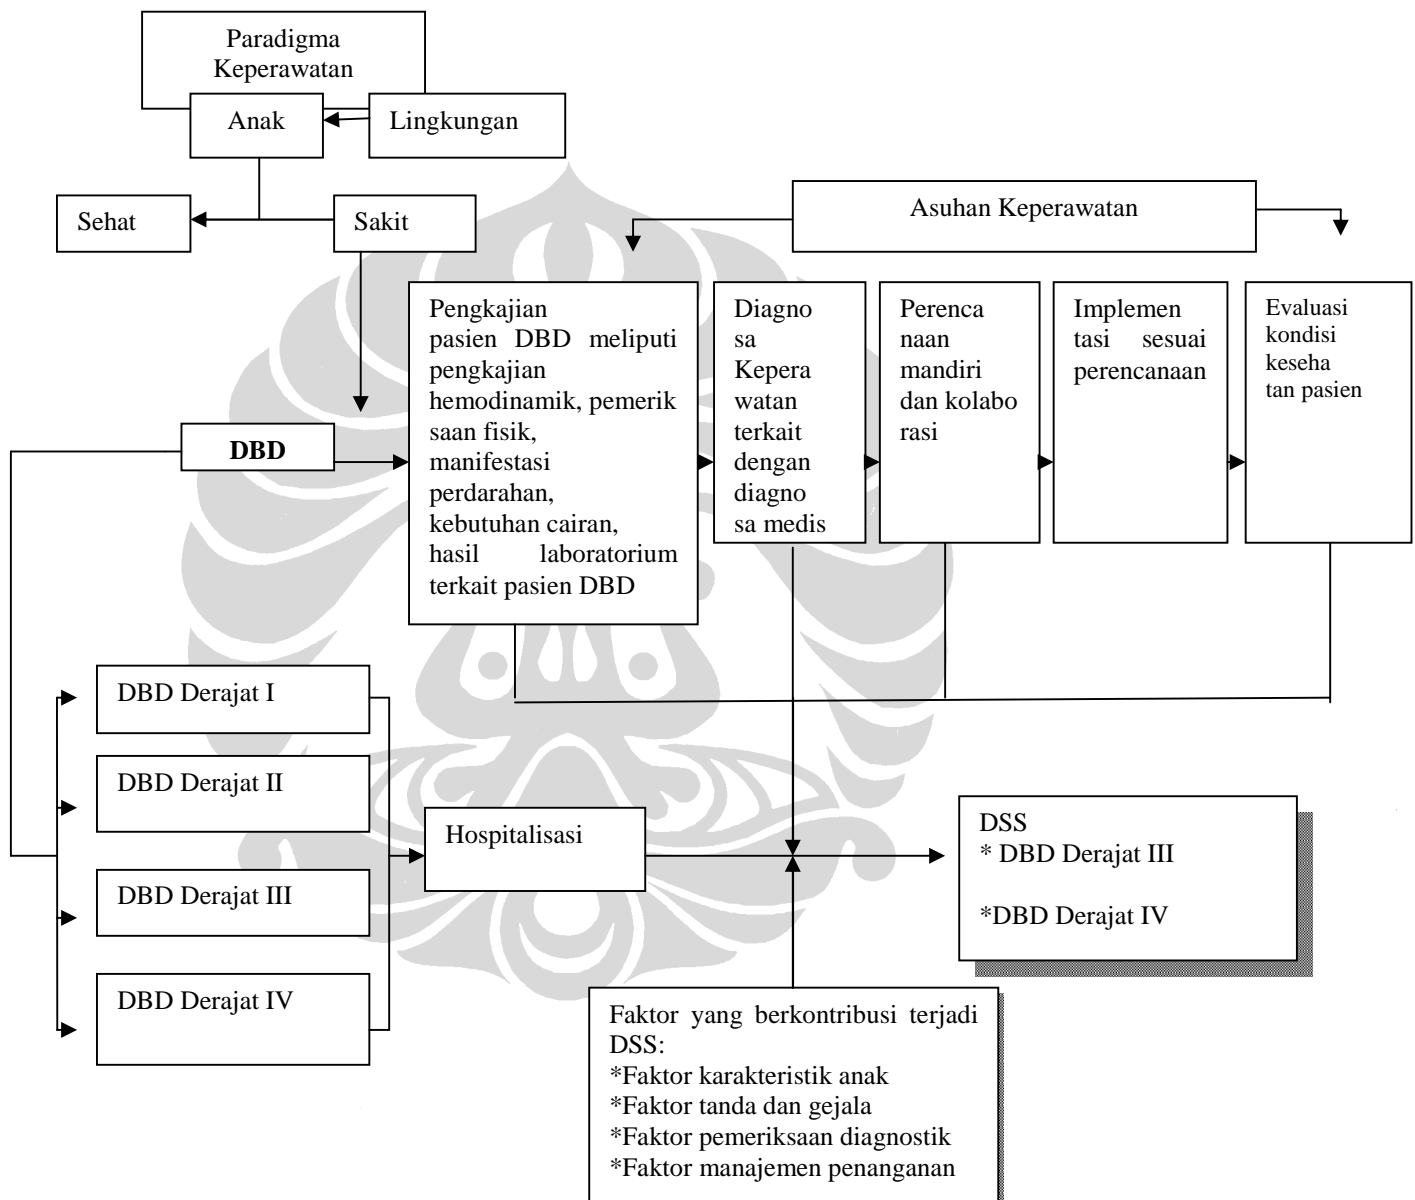 Paradigma
Keperawatan
Anak
Lingkungan
Sehat
Sakit
Asuhan Keperawatan
Pengkajian
pasien DBD meliputi
pengkajian
hemodinamik, pemerik
saan fisik,
manifestasi
perdarahan,
kebutuhan cairan,
hasil laboratorium
terkait pasien DBD
Diagno
sa
Kepera
watan
terkait
dengan
diagno
sa medis
Perenca
naan
mandiri
dan kolabo
rasi
Implemen
tasi sesuai
perencanaan
Evaluasi
kondisi
keseha
tan pasien
DBD
DBD Derajat I
DBD Derajat II
DBD Derajat III
DBD Derajat IV
Hospitalisasi
DSS
* DBD Derajat III
*DBD Derajat IV
Faktor yang berkontribusi terjadi
DSS:
*Faktor karakteristik anak
*Faktor tanda dan gejala
*Faktor pemeriksaan diagnostik
*Faktor manajemen penanganan